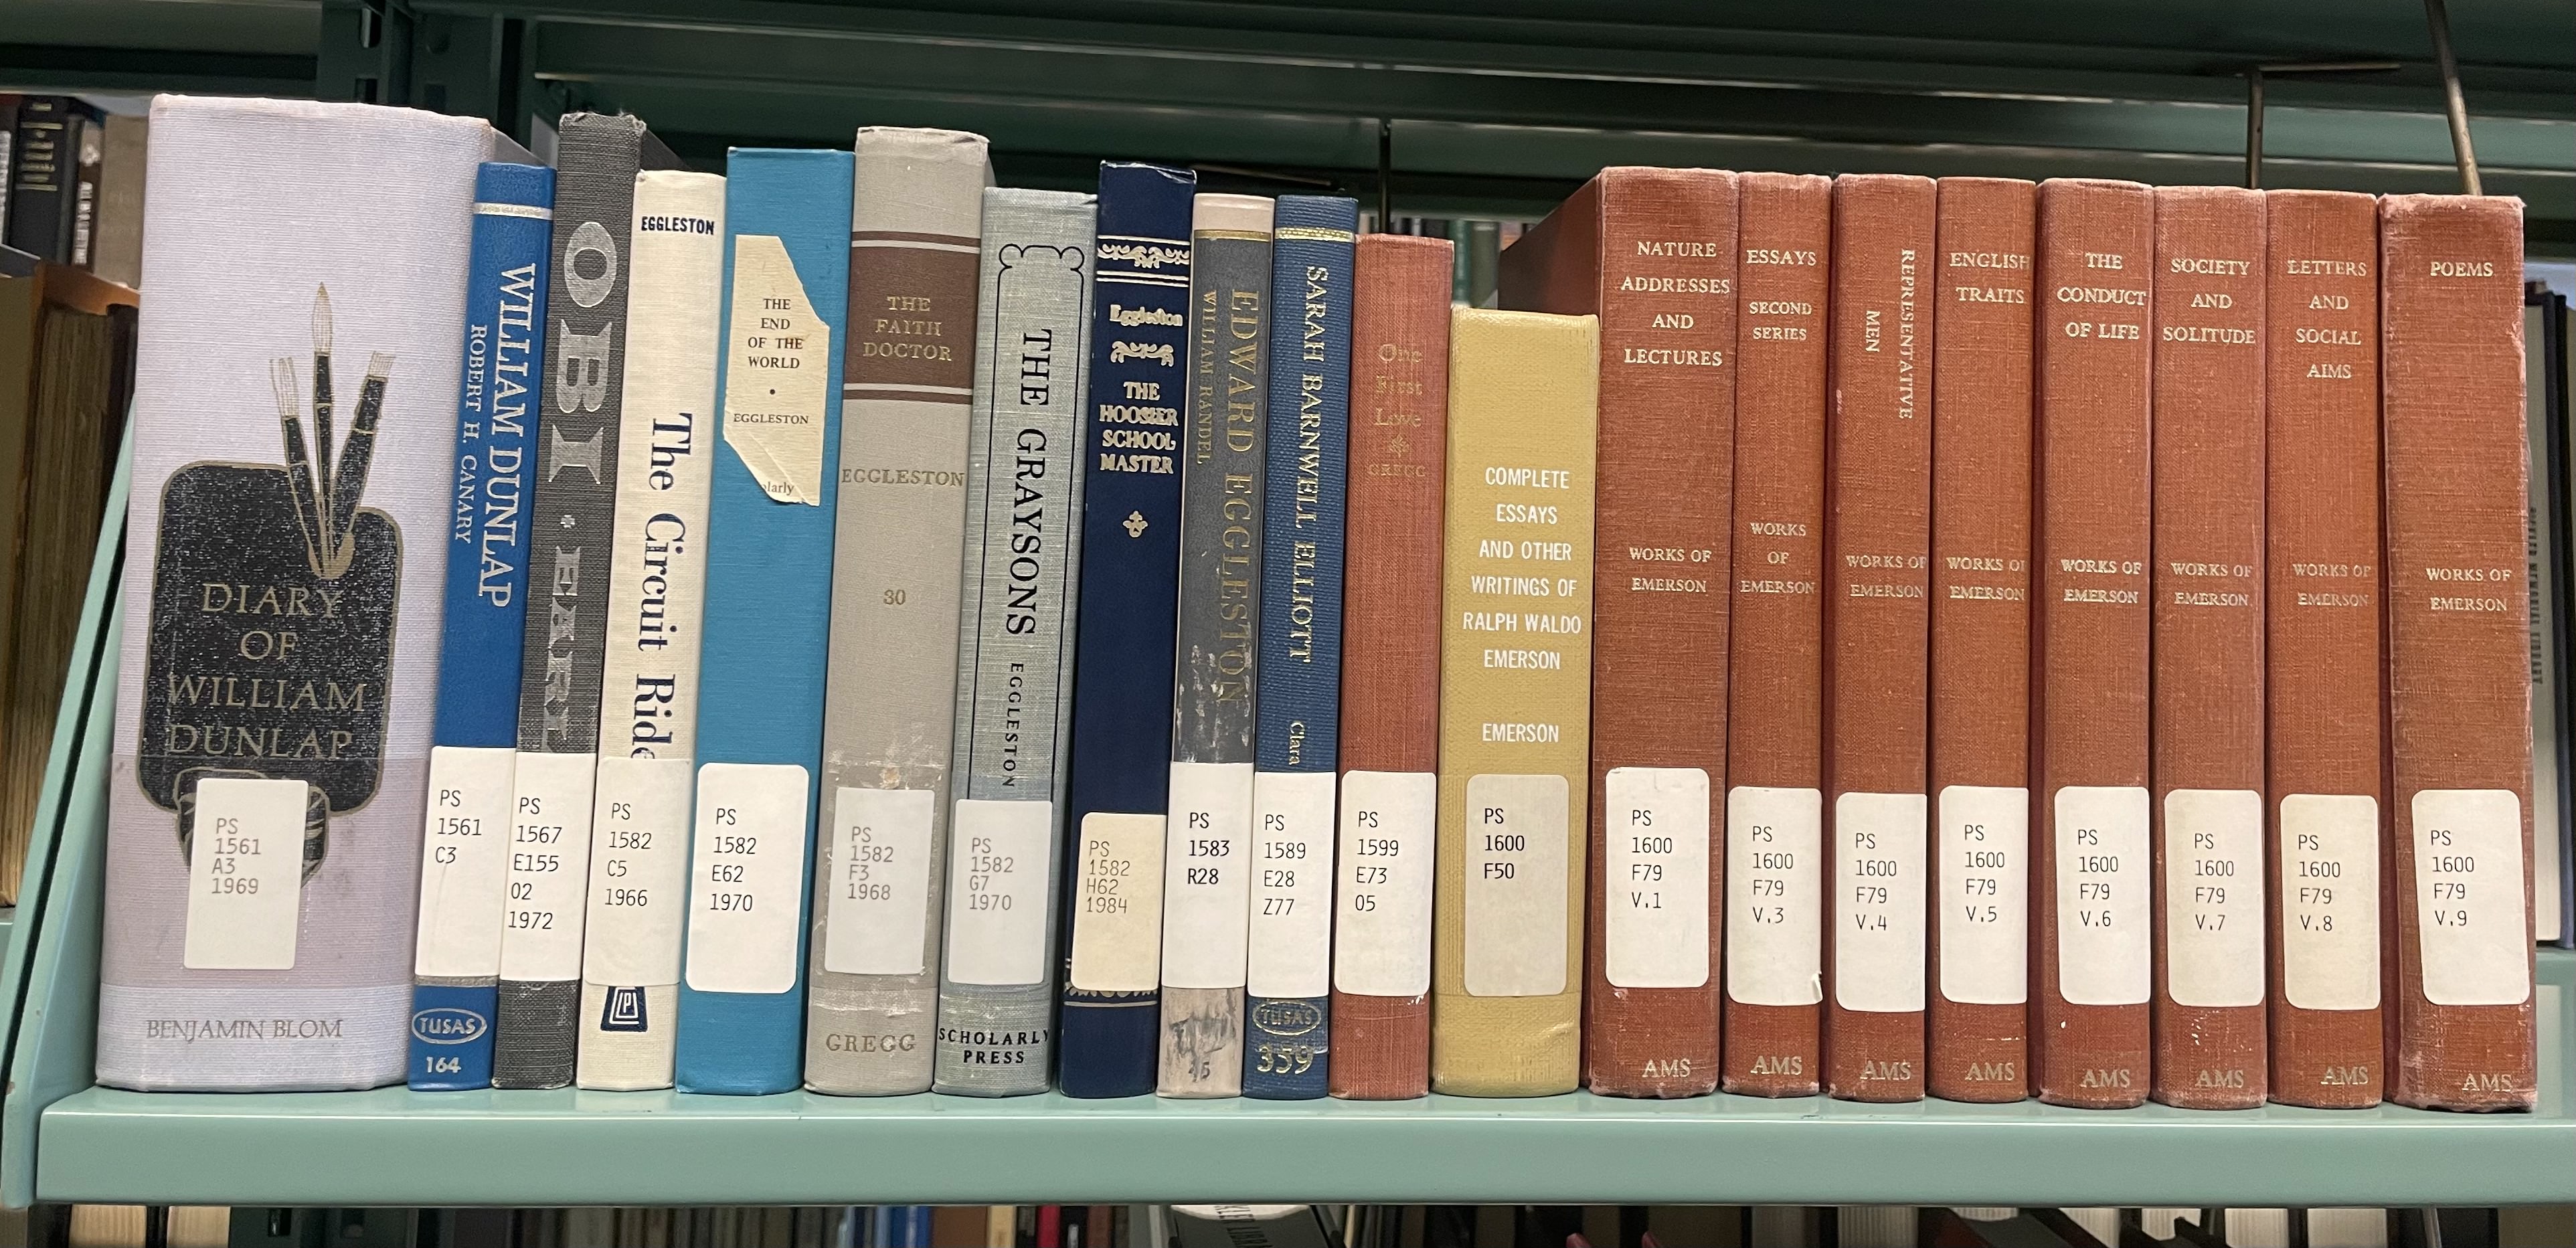 DIARY
OF
WILLIAM
DUNLAP
PS
1561
A3
1969
BENJAMIN BLOM
WILLIAM DUNLAP
ROBERT H. CANARY
PS
1561
C3
TUSAS
164
OBI · EARL
PS
1567
E155
O2
1972
EGGLESTON
The Circuit Ride
PS
1582
C5
1966
LPI
THE
END
OF THE
WORLD
•
EGGLESTON
olarly
PS
1582
E62
1970
THE
FAITH
DOCTOR
EGGLESTON
30
PS
1582
F3
1968
GREGG
THE GRAYSONS EGGLESTON
PS
1582
G7
1970
SCHOLARLY
PRESS
Eggleston
THE
HOOSIER
SCHOOL
MASTER
PS
1582
H62
1984
EDWARD EGGLESTON
WILLIAM RANDEL
PS
1583
R28
45
SARAH BARNWELL ELLIOTT Clara
PS
1589
E28
Z77
TUSAS
359
One
First
Love
GREGG
PS
1599
E73
O5
COMPLETE
ESSAYS
AND OTHER
WRITINGS OF
RALPH WALDO
EMERSON
EMERSON
PS
1600
F50
NATURE
ADDRESSES
AND
LECTURES
WORKS OF
EMERSON
PS
1600
F79
V.1
AMS
ESSAYS
SECOND
SERIES
WORKS
OF
EMERSON
PS
1600
F79
V.3
AMS
REPRESENTATIVE
MEN
WORKS OF
EMERSON
PS
1600
F79
V.4
AMS
ENGLISH
TRAITS
WORKS OF
EMERSON
PS
1600
F79
V.5
AMS
THE
CONDUCT
OF LIFE
WORKS OF
EMERSON
PS
1600
F79
V.6
AMS
SOCIETY
AND
SOLITUDE
WORKS OF
EMERSON
PS
1600
F79
V.7
AMS
LETTERS
AND
SOCIAL
AIMS
WORKS OF
EMERSON
PS
1600
F79
V.8
AMS
POEMS
WORKS OF
EMERSON
PS
1600
F79
V.9
AMS